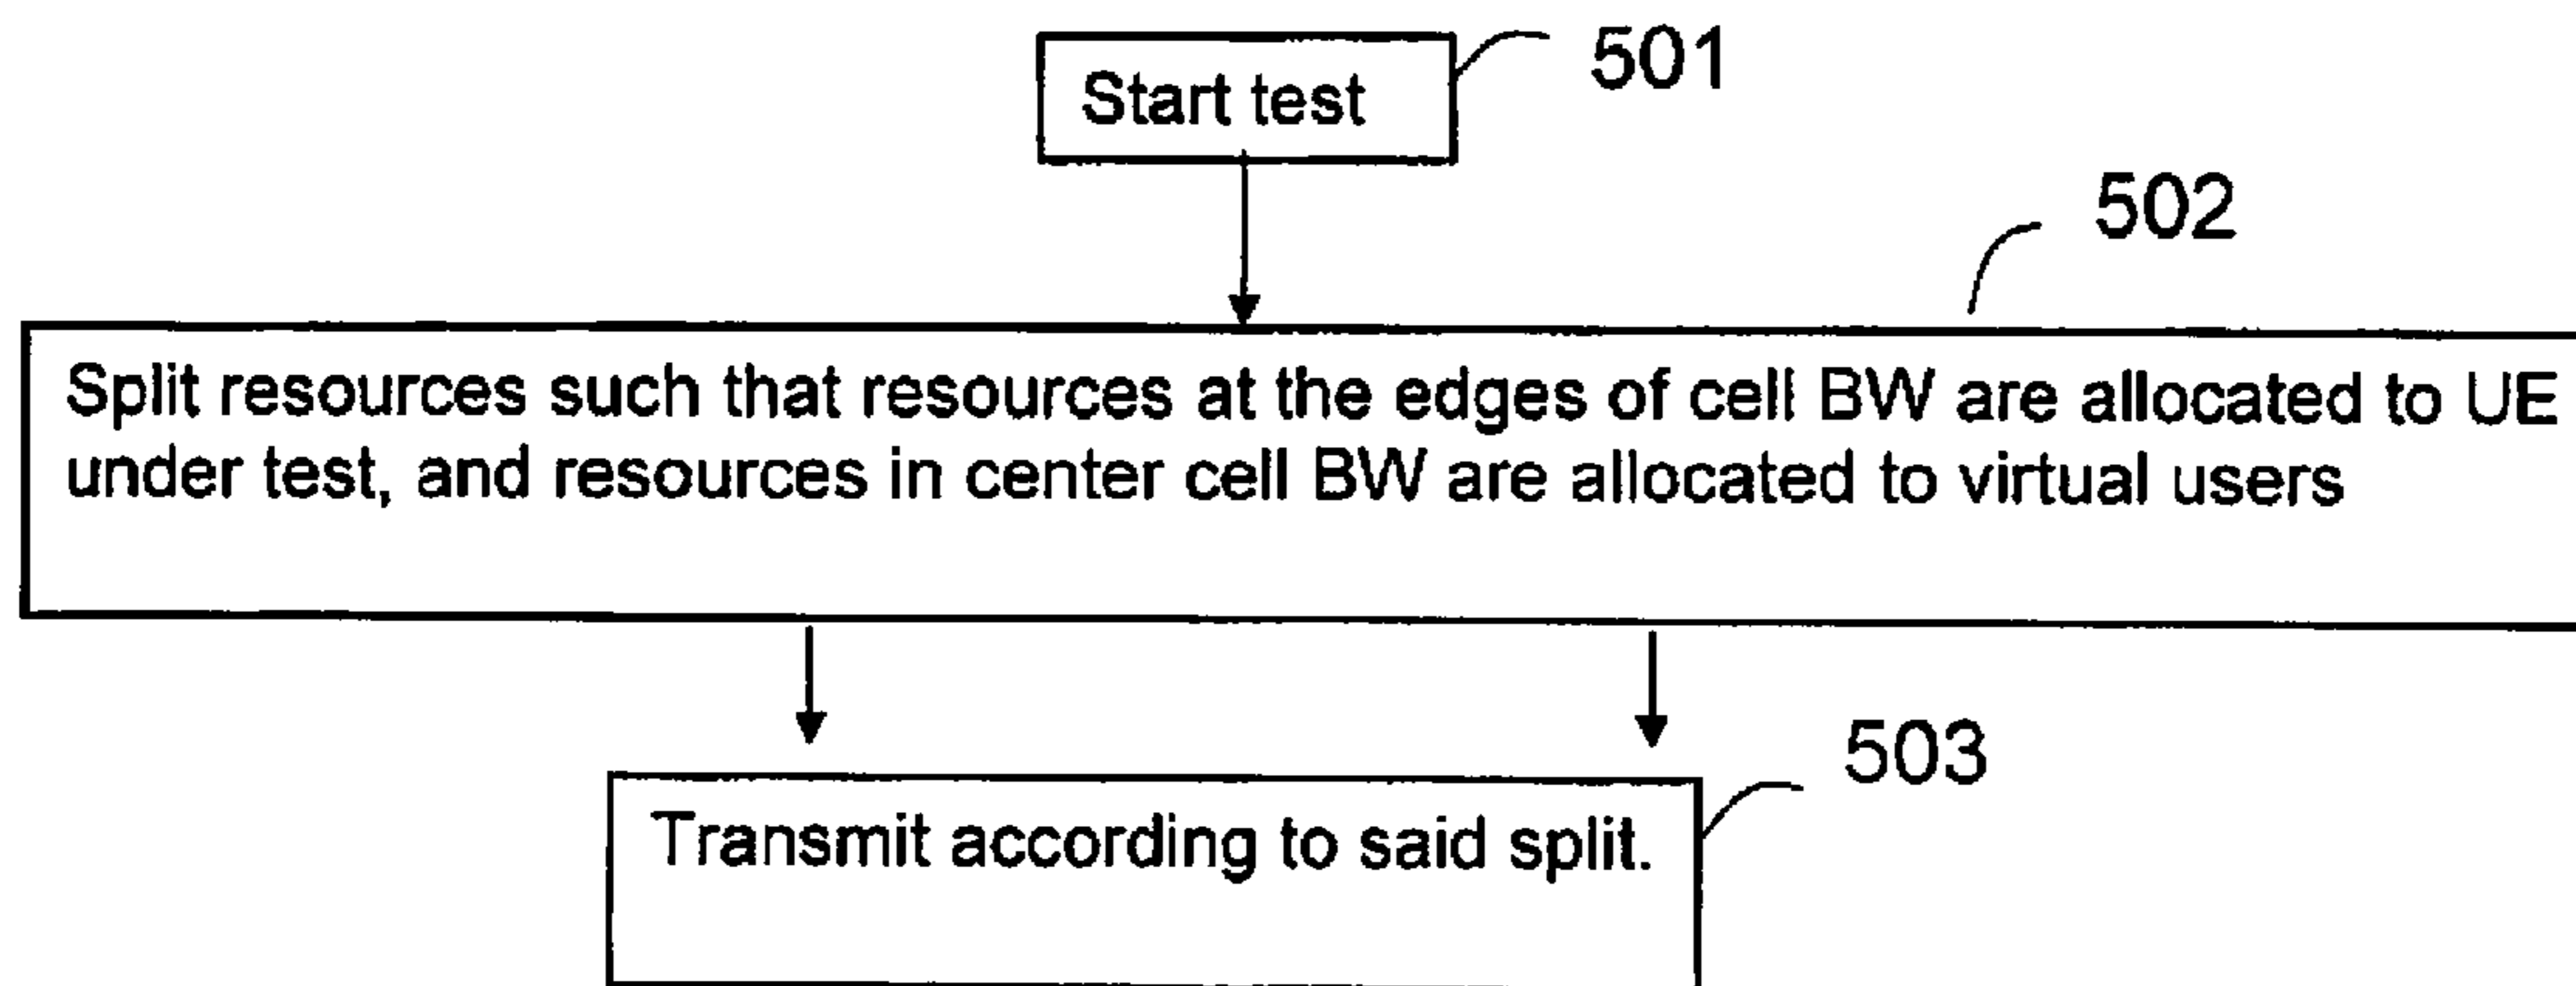 Start test
501
502
Split resources such that resources at the edges of cell BW are allocated to UE
under test, and resources in center cell BW are allocated to virtual users
503
Transmit according to said split.